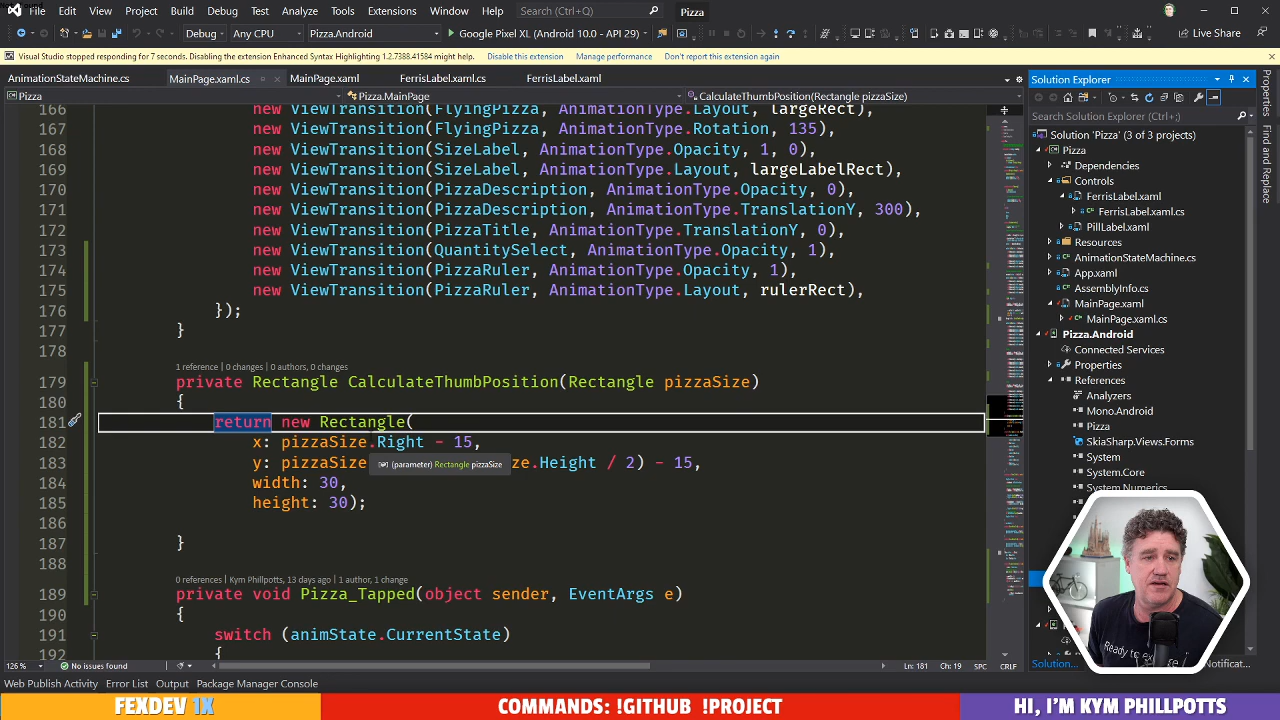 File Edit View Git Project Build Debug Test Analyze Tools Extensions Window Help Search (Ctrl+;) Pizza
Debug Any CPU Pizza.Android Google Pixel XL (Android 10.0 - API 29) Live Share
Visual Studio stopped responding for 7 seconds. Disabling the extension Enhanced Syntax Highlighting 1.2.7388.41584 might help. Disable this extension Manage performance Don't report this extension again
AnimationStateMachine.cs MainPage.xaml.cs MainPage.xaml FerrisLabel.xaml.cs FerrisLabel.xaml
Pizza Pizza.MainPage CalculateThumbPosition(Rectangle pizzaSize)
166 new ViewTransition(FlyingPizza, AnimationType.Layout, largeRect),
167 new ViewTransition(FlyingPizza, AnimationType.Rotation, 135),
168 new ViewTransition(SizeLabel, AnimationType.Opacity, 1, 0),
169 new ViewTransition(SizeLabel, AnimationType.Layout, largeLabelRect),
170 new ViewTransition(PizzaDescription, AnimationType.Opacity, 0),
171 new ViewTransition(PizzaDescription, AnimationType.TranslationY, 300),
172 new ViewTransition(PizzaTitle, AnimationType.TranslationY, 0),
173 new ViewTransition(QuantitySelect, AnimationType.Opacity, 1),
174 new ViewTransition(PizzaRuler, AnimationType.Opacity, 1),
175 new ViewTransition(PizzaRuler, AnimationType.Layout, rulerRect),
176 });
177 }
178
1 reference | 0 changes | 0 authors, 0 changes
179 private Rectangle CalculateThumbPosition(Rectangle pizzaSize)
180 {
181 return new Rectangle(
182 x: pizzaSize.Right - 15,
183 y: pizzaSize (parameter) Rectangle pizzaSize ze.Height / 2) - 15,
184 width: 30,
185 height: 30);
186
187 }
188
0 references | Kym Phillpotts, 13 days ago | 1 author, 1 change
189 private void Pizza_Tapped(object sender, EventArgs e)
190 {
191 switch (animState.CurrentState)
192 {
126 % No issues found Ln: 181 Ch: 19 SPC CRLF
Web Publish Activity Error List Output Package Manager Console
Solution Explorer
Search Solution Explorer (Ctrl+;)
Solution 'Pizza' (3 of 3 projects)
Pizza
Dependencies
Controls
FerrisLabel.xaml
FerrisLabel.xaml.cs
PillLabel.xaml
Resources
AnimationStateMachine.cs
App.xaml
AssemblyInfo.cs
MainPage.xaml
MainPage.xaml.cs
Pizza.Android
Connected Services
Properties
References
Analyzers
Mono.Android
Pizza
SkiaSharp.Views.Forms
System
System.Core
System.Numerics
Solution... Notificat...
Properties
Find and Replace
Ready to
FEXDEV 1X COMMANDS: !GITHUB !PROJECT HI, I'M KYM PHILLPOTTS